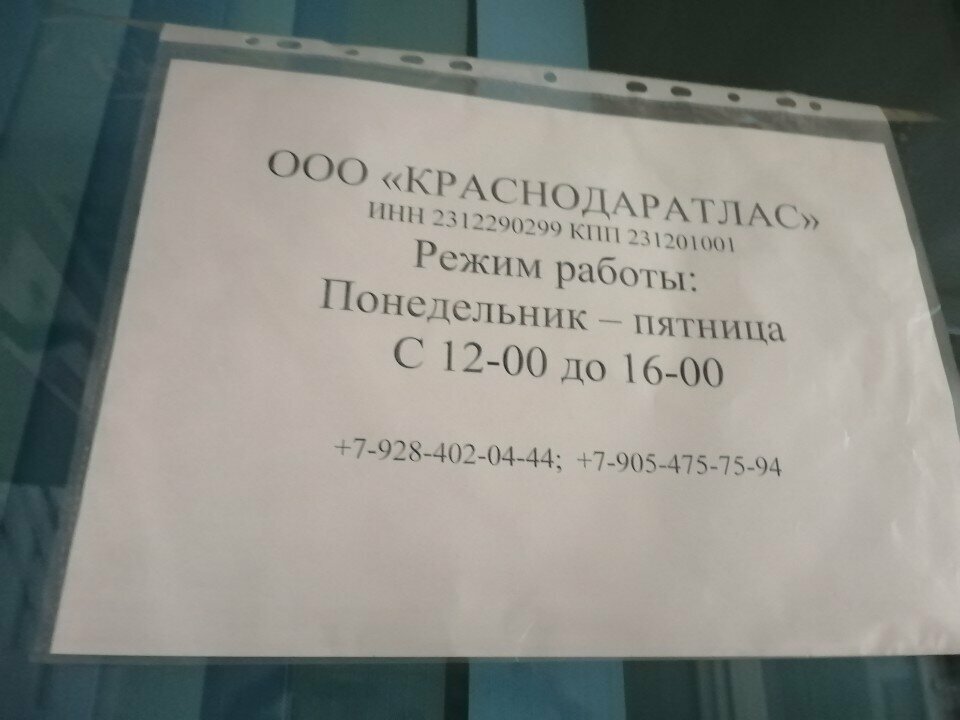 ООО «КРАСНОДАРАТЛАС»
ИНН 2312290299 КПП 231201001
Режим работы:
Понедельник – пятница
С 12-00 до 16-00
+7-928-402-04-44; +7-905-475-75-94